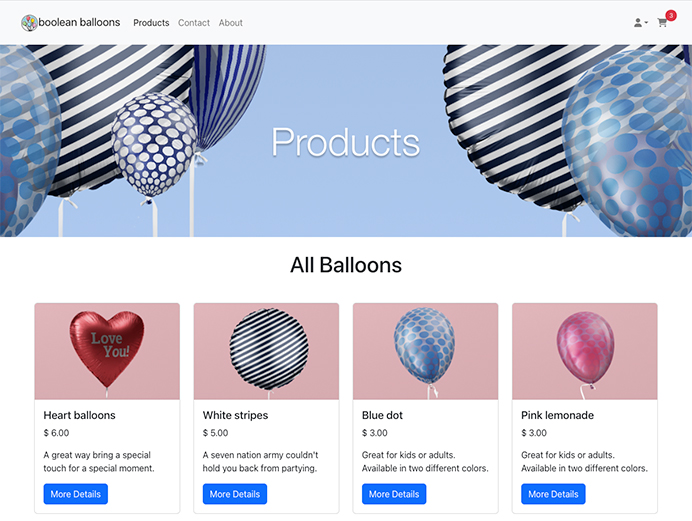 boolean balloons Products Contact About 3
Products
All Balloons
Love
You!
Heart balloons
$ 6.00
A great way bring a special
touch for a special moment.
More Details
White stripes
$ 5.00
A seven nation army couldn't
hold you back from partying.
More Details
Blue dot
$ 3.00
Great for kids or adults.
Available in two different colors.
More Details
Pink lemonade
$ 3.00
Great for kids or adults.
Available in two different colors.
More Details